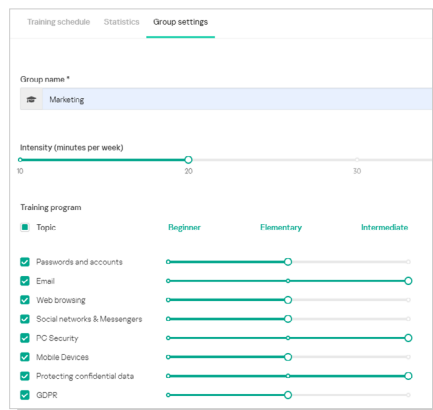 Training schedule Statistics Group settings
Group name *
Marketing
Intensity (minutes per week)
10 20 30
Training program
Topic Beginner Elementary Intermediate
Passwords and accounts
Email
Web browsing
Social networks & Messengers
PC Security
Mobile Devices
Protecting confidential data
GDPR